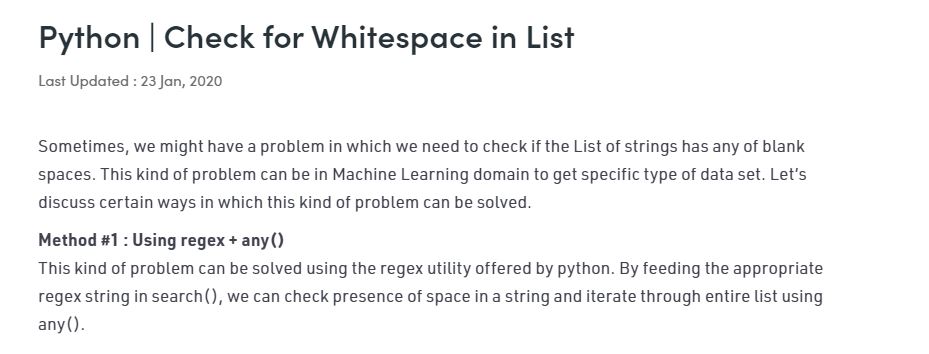 Python | Check for Whitespace in List
Last Updated : 23 Jan, 2020
Sometimes, we might have a problem in which we need to check if the List of strings has any of blank
spaces. This kind of problem can be in Machine Learning domain to get specific type of data set. Let’s
discuss certain ways in which this kind of problem can be solved.
Method #1 : Using regex + any()
This kind of problem can be solved using the regex utility offered by python. By feeding the appropriate
regex string in search(), we can check presence of space in a string and iterate through entire list using
any().